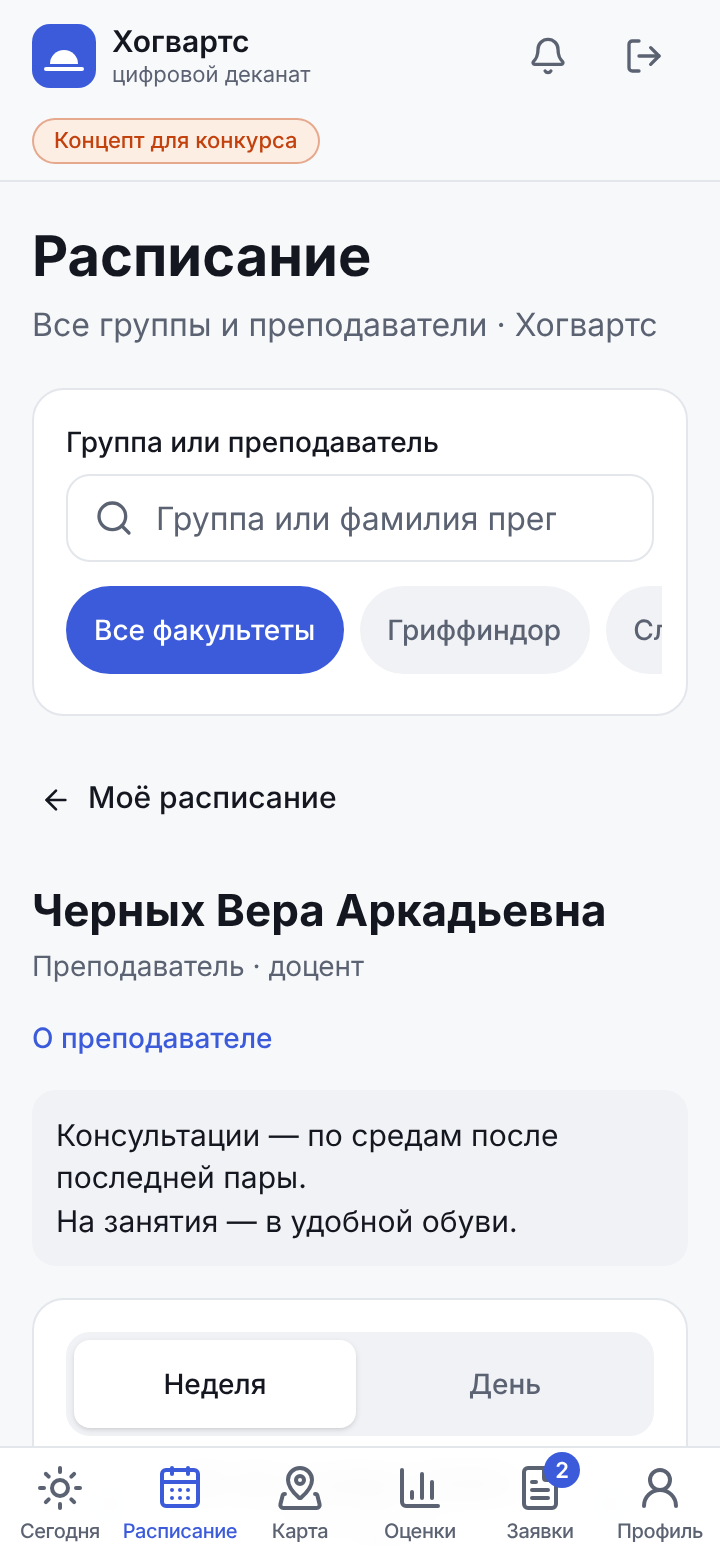 Хогвартс
цифровой деканат
Концепт для конкурса
Расписание
Все группы и преподаватели · Хогвартс
Группа или преподаватель
Группа или фамилия прег
Все факультеты
Гриффиндор
Сл
← Моё расписание
Черных Вера Аркадьевна
Преподаватель · доцент
О преподавателе
Консультации — по средам после
последней пары.
На занятия — в удобной обуви.
Неделя
День
2
Сегодня
Расписание
Карта
Оценки
Заявки
Профиль